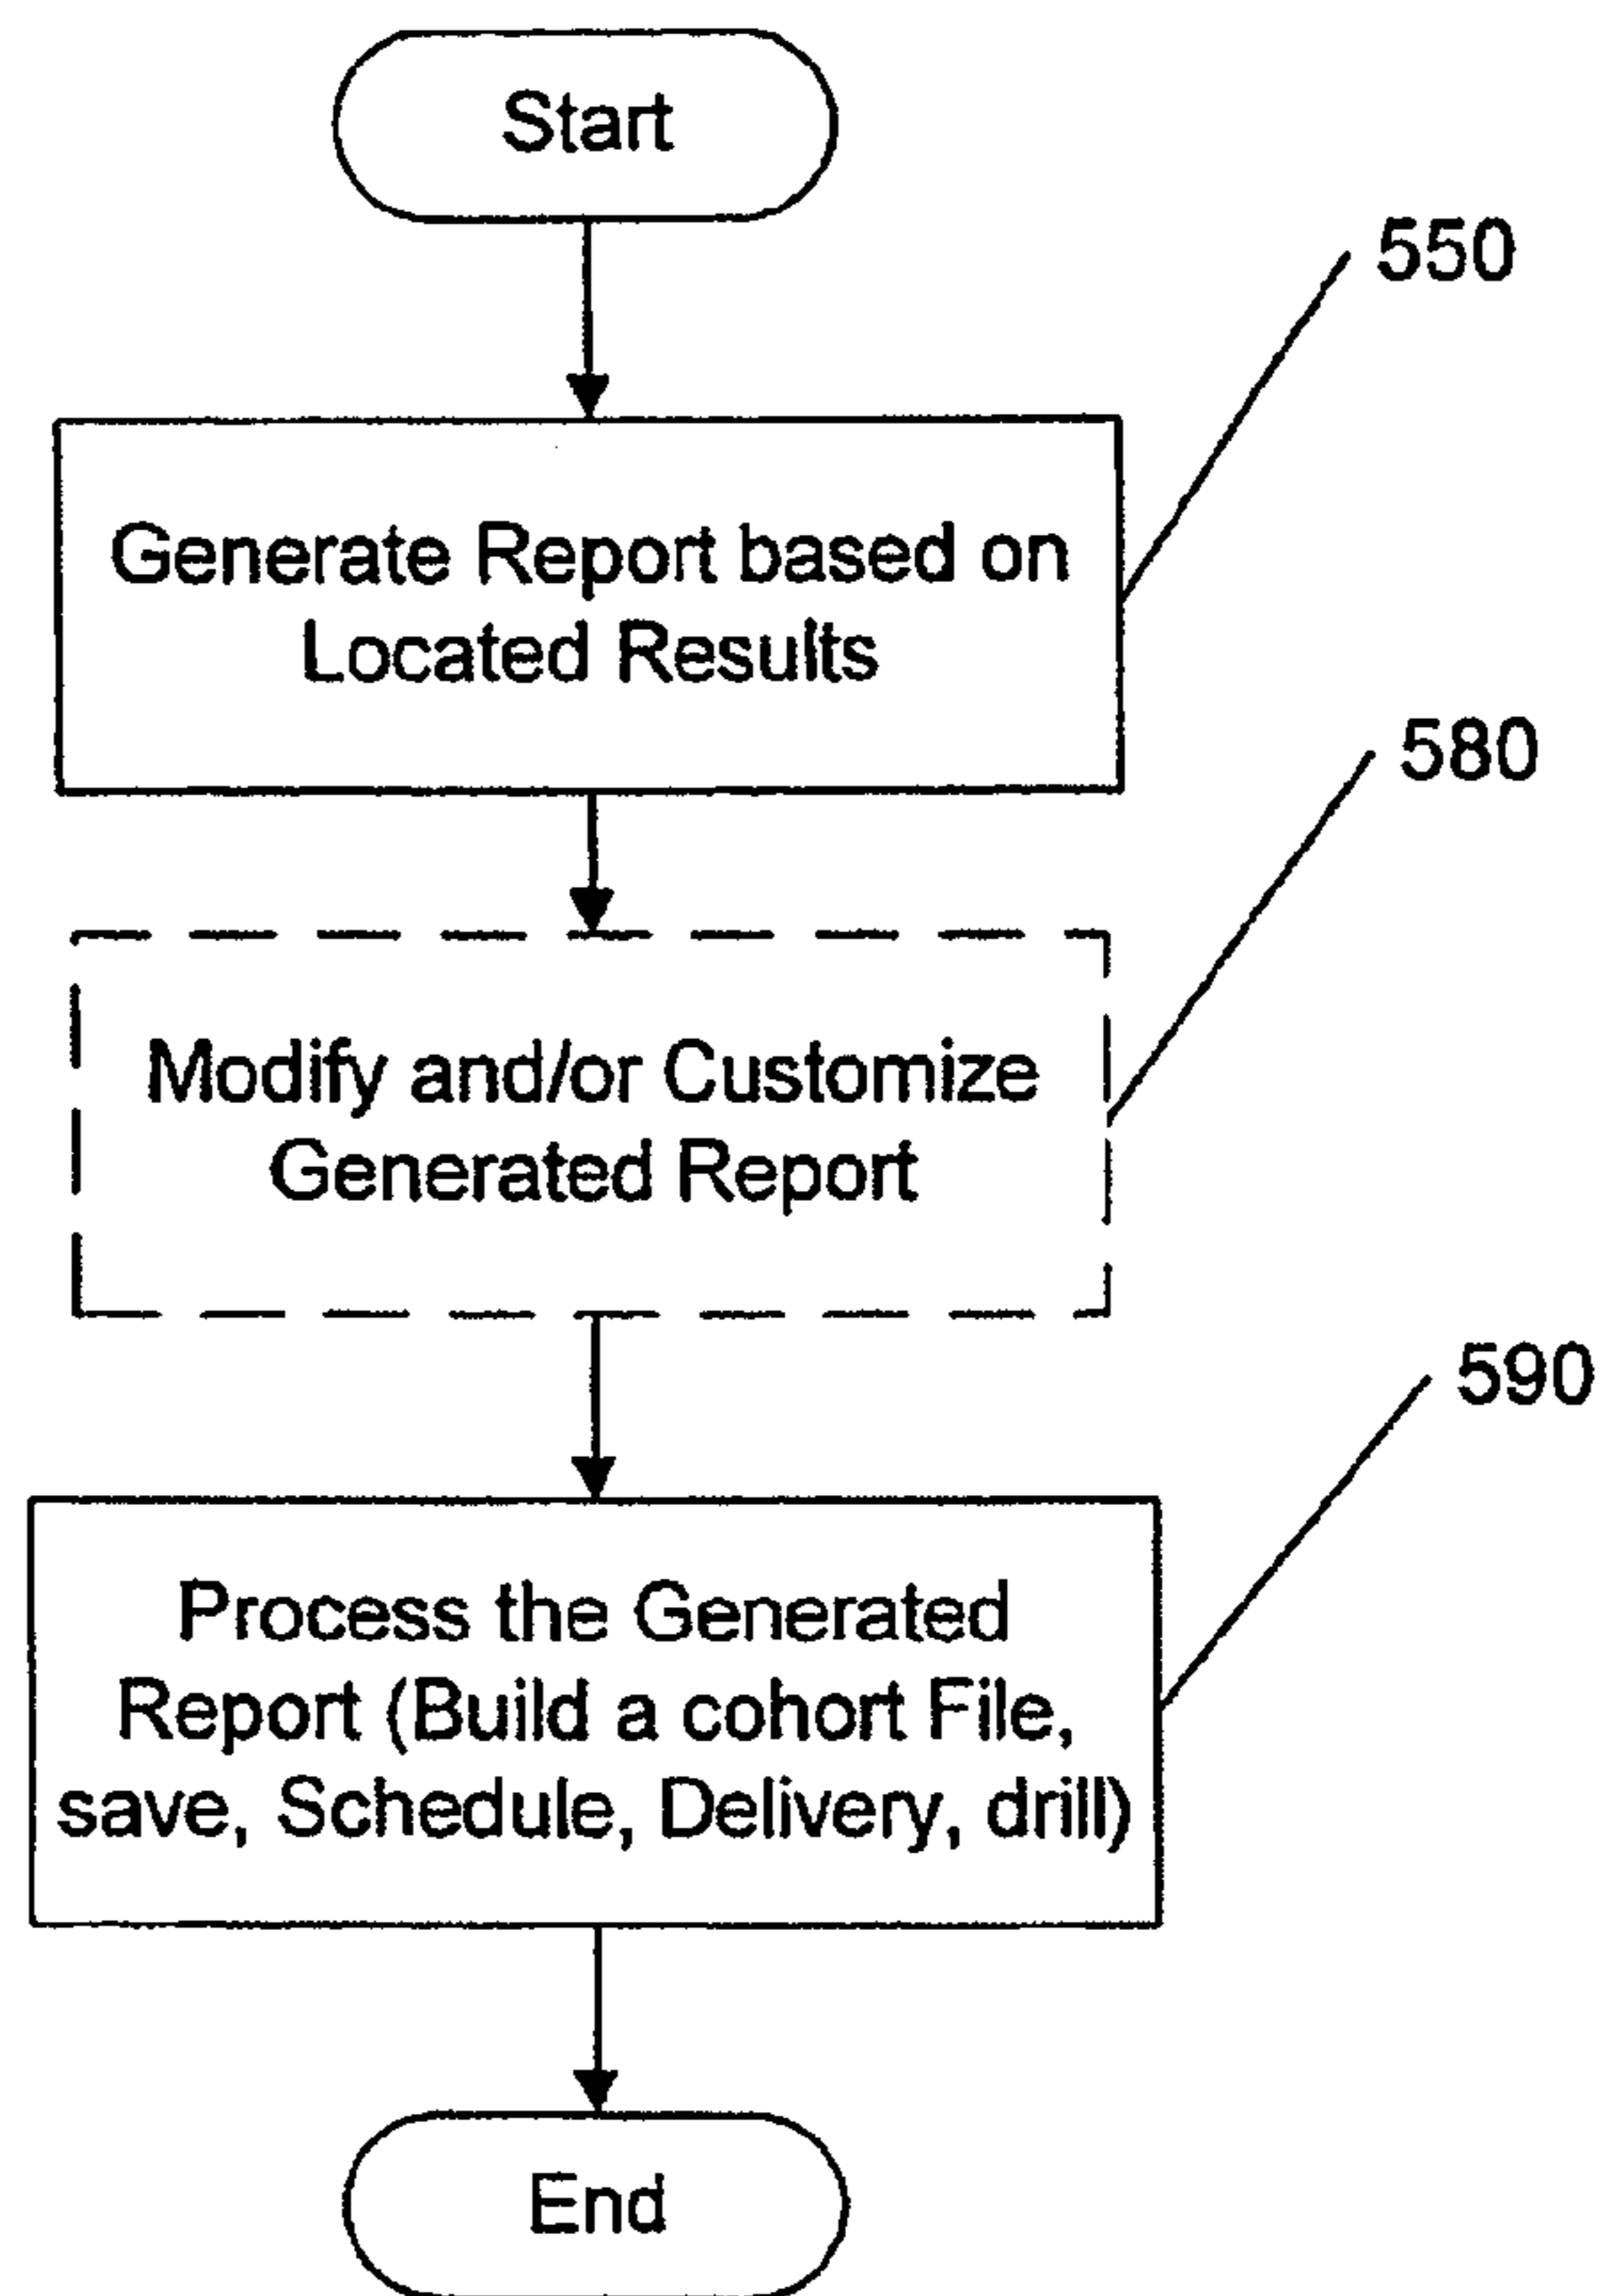 Start
550
Generate Report based on
Located Results
580
Modify and/or Customize
Generated Report
590
Process the Generated
Report (Build a cohort File,
save, Schedule, Delivery, drill)
End